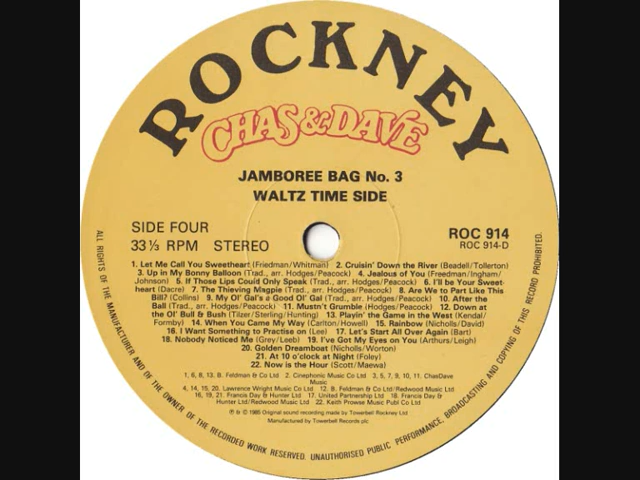 ROCKNEY
CHAS & DAVE
JAMBOREE BAG No. 3
WALTZ TIME SIDE
SIDE FOUR
33⅓ RPM STEREO
ROC 914
ROC 914-D
1. Let Me Call You Sweetheart (Friedman/Whitman) 2. Cruisin' Down the River (Beadell/Tollerton)
3. Up in My Bonny Balloon (Trad., arr. Hodges/Peacock) 4. Jealous of You (Freedman/Ingham/
Johnson) 5. If Those Lips Could Only Speak (Trad., arr. Hodges/Peacock) 6. I'll Be Your Sweet-
heart (Dacre) 7. The Thieving Magpie (Trad., arr. Hodges/Peacock) 8. Are We to Part Like This
Bill? (Collins) 9. My Ol' Gal's a Good Ol' Gal (Trad., arr. Hodges/Peacock) 10. After the
Ball (Trad., arr. Hodges/Peacock) 11. Mustn't Grumble (Hodges/Peacock) 12. Down at
the Ol' Bull & Bush (Tilzer/Sterling/Hunting) 13. Playin' the Game in the West (Kendal/
Formby) 14. When You Came My Way (Carlton/Howell) 15. Rainbow (Nicholls/David)
16. I Want Something to Practise on (Lee) 17. Let's Start All Over Again (Bart)
18. Nobody Noticed Me (Grey/Leeb) 19. I've Got My Eyes on You (Arthurs/Leigh)
20. Golden Dreamboat (Nicholls/Worton)
21. At 10 o'clock at Night (Foley)
22. Now is the Hour (Scott/Maewa)
1, 6, 8, 13. B. Feldman & Co Ltd / 2. Cinephonic Music Co Ltd / 3, 5, 7, 9, 10, 11. ChasDave
Music
4, 14, 15, 20. Lawrence Wright Music Co Ltd / 12. B. Feldman & Co Ltd/Redwood Music Ltd
16, 19, 21. Francis Day & Hunter Ltd / 17. United Partnership Ltd / 18. Francis Day &
Hunter Ltd/Redwood Music Ltd / 22. Keith Prowse Music Publ Co Ltd
℗ & © 1985 Original sound recording made by Towerbell Rockney Ltd
Manufactured by Towerbell Records plc
ALL RIGHTS OF THE MANUFACTURER AND OF THE OWNER OF THE RECORDED WORK RESERVED. UNAUTHORISED PUBLIC PERFORMANCE, BROADCASTING AND COPYING OF THIS RECORD PROHIBITED.